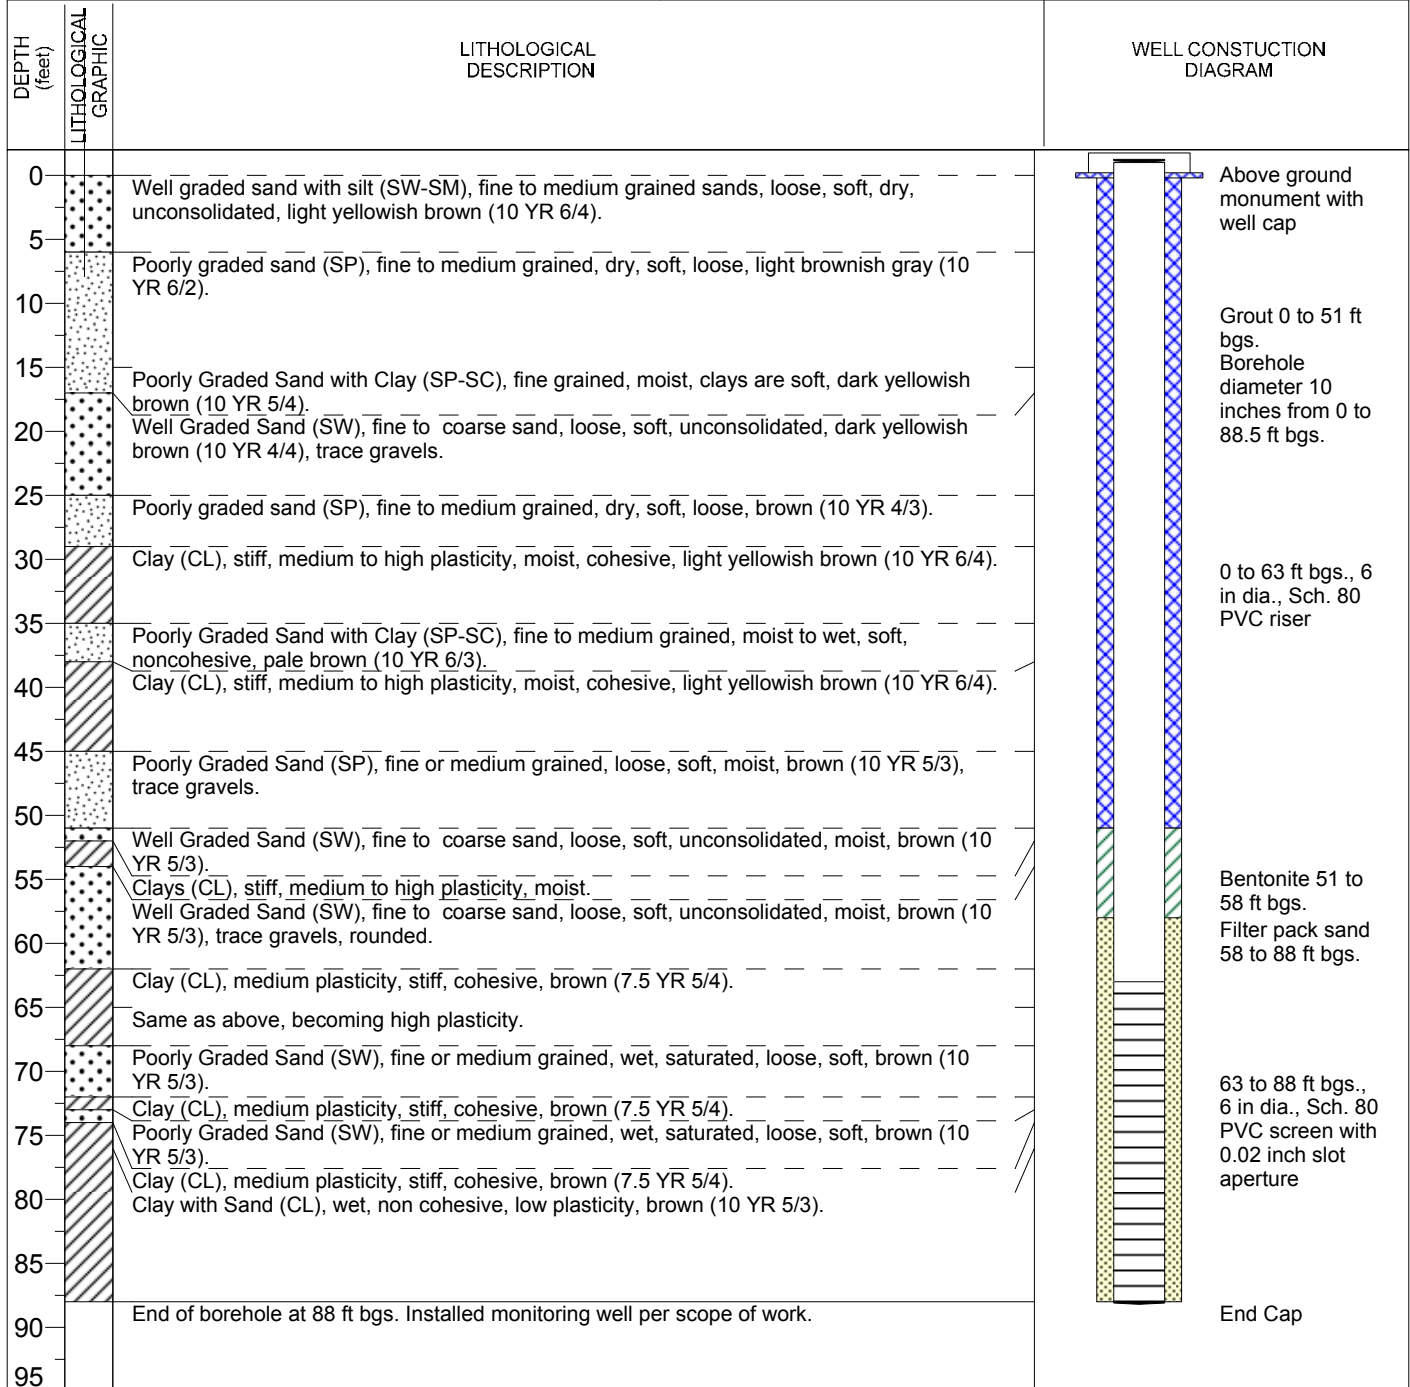 DEPTH
(feet)
LITHOLOGICAL
GRAPHIC
LITHOLOGICAL
DESCRIPTION
WELL CONSTUCTION
DIAGRAM
0
5
10
15
20
25
30
35
40
45
50
55
60
65
70
75
80
85
90
95
Well graded sand with silt (SW-SM), fine to medium grained sands, loose, soft, dry,
unconsolidated, light yellowish brown (10 YR 6/4).
Poorly graded sand (SP), fine to medium grained, dry, soft, loose, light brownish gray (10
YR 6/2).
Poorly Graded Sand with Clay (SP-SC), fine grained, moist, clays are soft, dark yellowish
brown (10 YR 5/4).
Well Graded Sand (SW), fine to coarse sand, loose, soft, unconsolidated, dark yellowish
brown (10 YR 4/4), trace gravels.
Poorly graded sand (SP), fine to medium grained, dry, soft, loose, brown (10 YR 4/3).
Clay (CL), stiff, medium to high plasticity, moist, cohesive, light yellowish brown (10 YR 6/4).
Poorly Graded Sand with Clay (SP-SC), fine to medium grained, moist to wet, soft,
noncohesive, pale brown (10 YR 6/3).
Clay (CL), stiff, medium to high plasticity, moist, cohesive, light yellowish brown (10 YR 6/4).
Poorly Graded Sand (SP), fine or medium grained, loose, soft, moist, brown (10 YR 5/3),
trace gravels.
Well Graded Sand (SW), fine to coarse sand, loose, soft, unconsolidated, moist, brown (10
YR 5/3).
Clays (CL), stiff, medium to high plasticity, moist.
Well Graded Sand (SW), fine to coarse sand, loose, soft, unconsolidated, moist, brown (10
YR 5/3), trace gravels, rounded.
Clay (CL), medium plasticity, stiff, cohesive, brown (7.5 YR 5/4).
Same as above, becoming high plasticity.
Poorly Graded Sand (SW), fine or medium grained, wet, saturated, loose, soft, brown (10
YR 5/3).
Clay (CL), medium plasticity, stiff, cohesive, brown (7.5 YR 5/4).
Poorly Graded Sand (SW), fine or medium grained, wet, saturated, loose, soft, brown (10
YR 5/3).
Clay (CL), medium plasticity, stiff, cohesive, brown (7.5 YR 5/4).
Clay with Sand (CL), wet, non cohesive, low plasticity, brown (10 YR 5/3).
End of borehole at 88 ft bgs. Installed monitoring well per scope of work.
Above ground
monument with
well cap
Grout 0 to 51 ft
bgs.
Borehole
diameter 10
inches from 0 to
88.5 ft bgs.
0 to 63 ft bgs., 6
in dia., Sch. 80
PVC riser
Bentonite 51 to
58 ft bgs.
Filter pack sand
58 to 88 ft bgs.
63 to 88 ft bgs.,
6 in dia., Sch. 80
PVC screen with
0.02 inch slot
aperture
End Cap